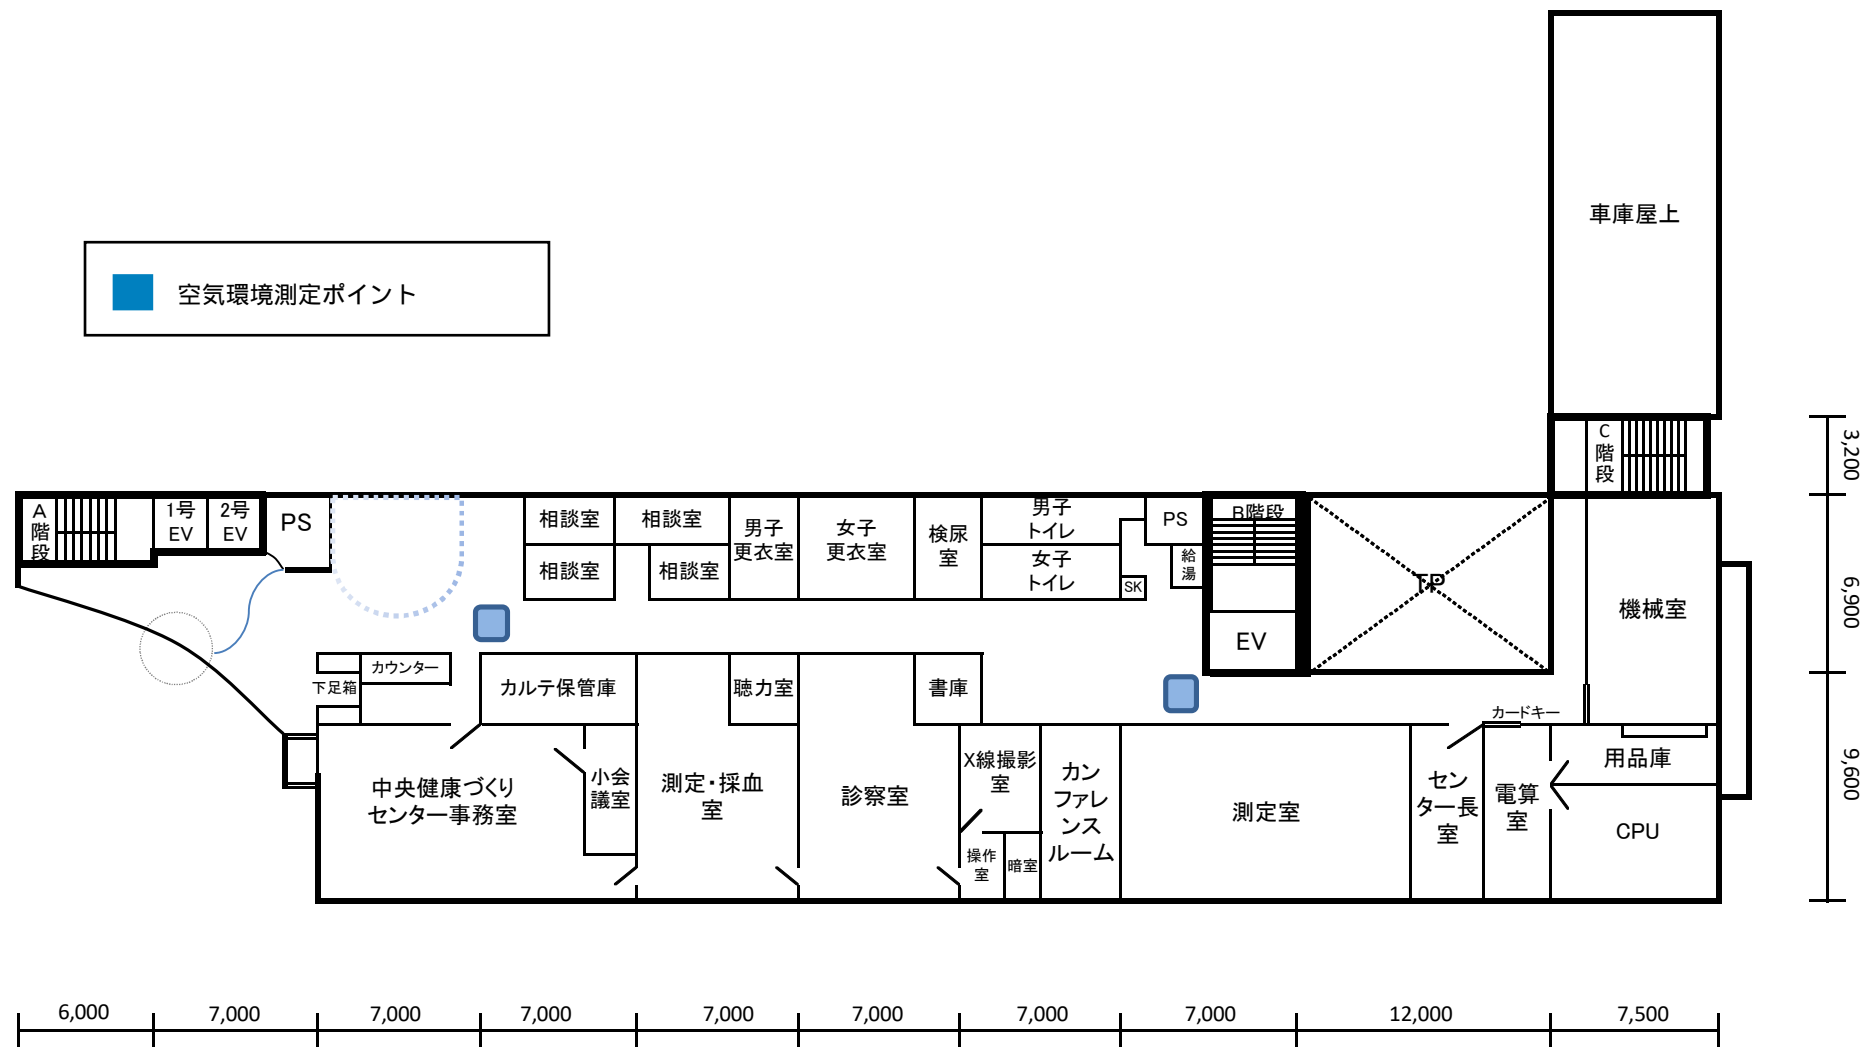 車庫屋上
空気環境測定ポイント
C
階
段
3,200
A
階
段
1号
EV
2号
EV
PS
相談室
相談室
相談室
相談室
男子
更衣室
女子
更衣室
検尿
室
男子
トイレ
女子
トイレ
SK
PS
給
湯
B階段
EV
TP
機械室
6,900
カウンター
下足箱
カルテ保管庫
聴力室
書庫
カードキー
中央健康づくり
センター事務室
小会
議室
測定・採血
室
診察室
X線撮影
室
操作
室
暗室
カン
ファレ
ンス
ルーム
測定室
セン
ター長
室
電算
室
用品庫
CPU
9,600
6,000
7,000
7,000
7,000
7,000
7,000
7,000
7,000
12,000
7,500